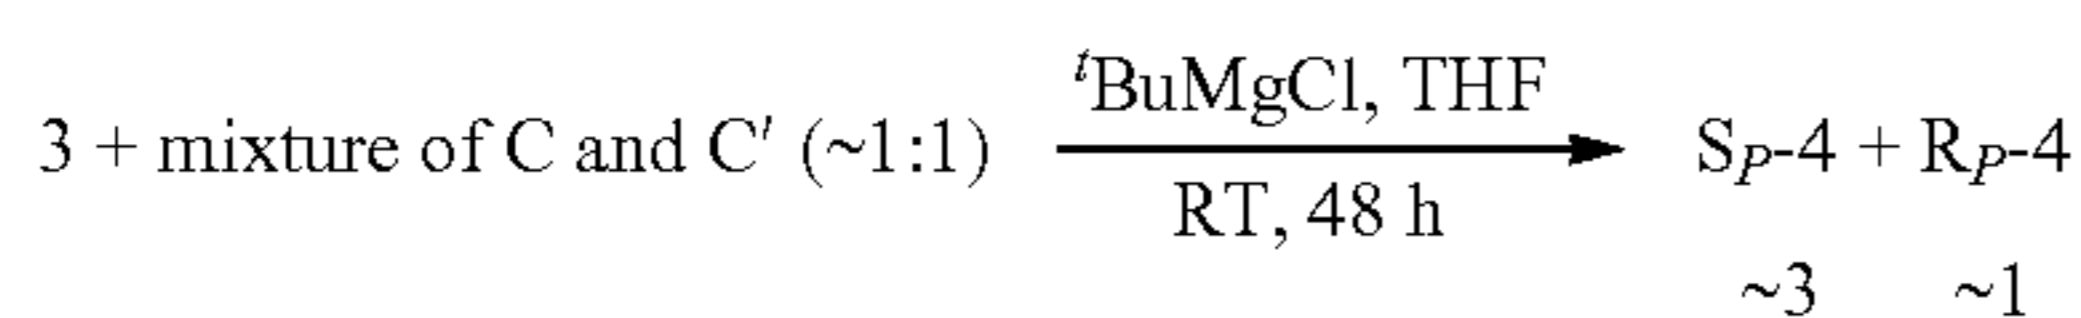 ᵗBuMgCl, THF
3 + mixture of C and C′ (~1:1) S_P-4 + R_P-4
RT, 48 h
~3 ~1